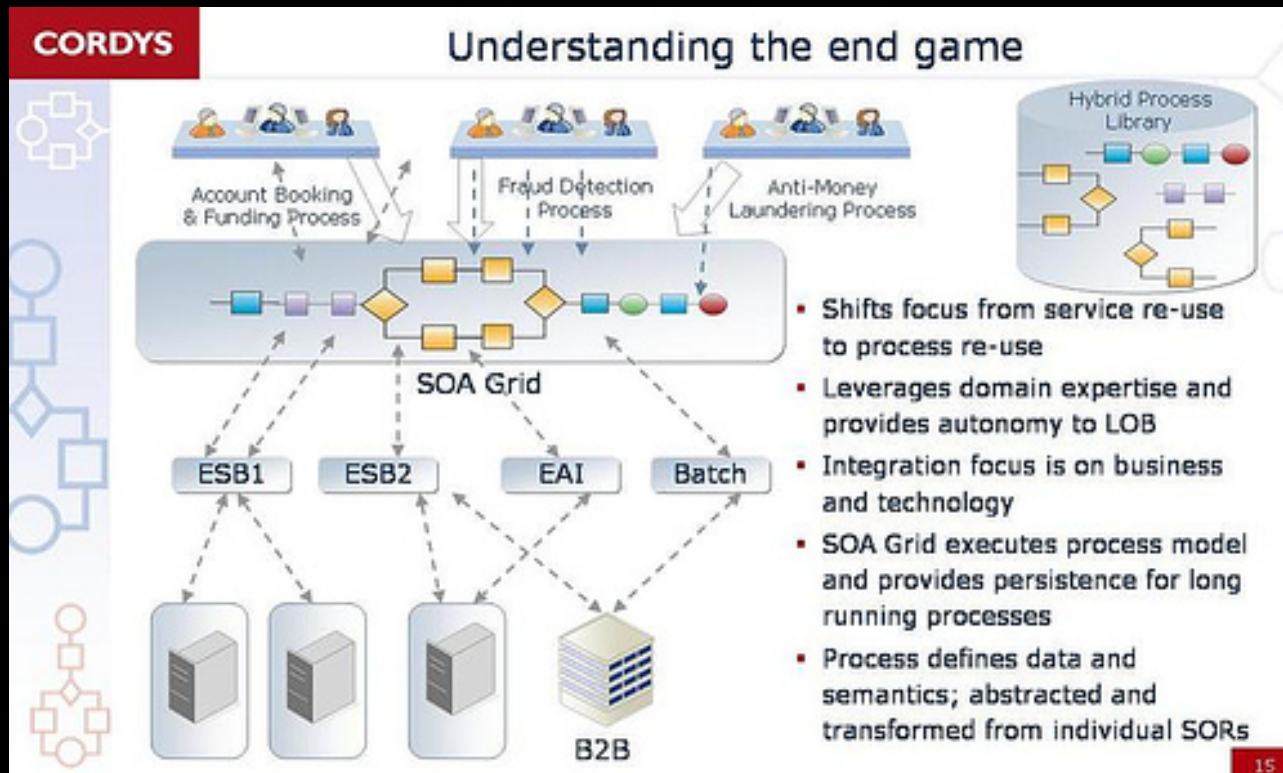 CORDYS
Understanding the end game
Hybrid Process
Library
Account Booking
& Funding Process
Fraud Detection
Process
Anti-Money
Laundering Process
SOA Grid
ESB1
ESB2
EAI
Batch
B2B
▪ Shifts focus from service re-use
to process re-use
▪ Leverages domain expertise and
provides autonomy to LOB
▪ Integration focus is on business
and technology
▪ SOA Grid executes process model
and provides persistence for long
running processes
▪ Process defines data and
semantics; abstracted and
transformed from individual SORs
15